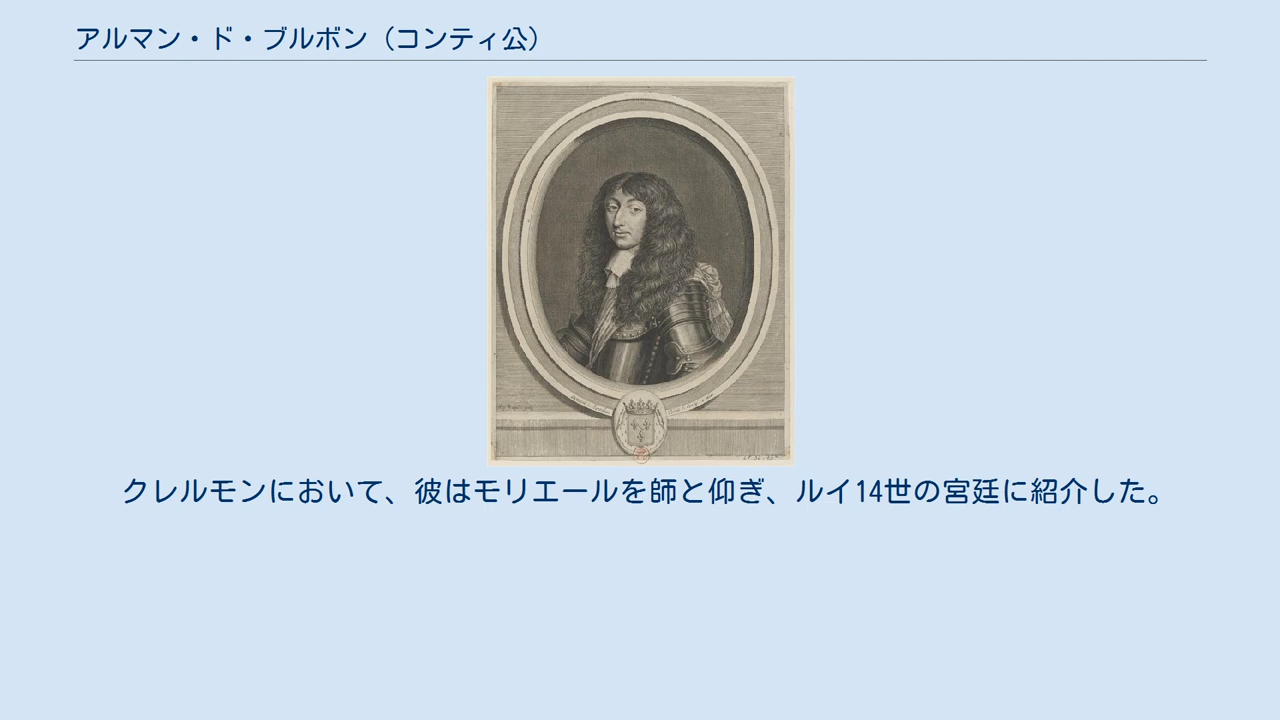 アルマン・ド・ブルボン（コンティ公）
クレルモンにおいて、彼はモリエールを師と仰ぎ、ルイ14世の宮廷に紹介した。